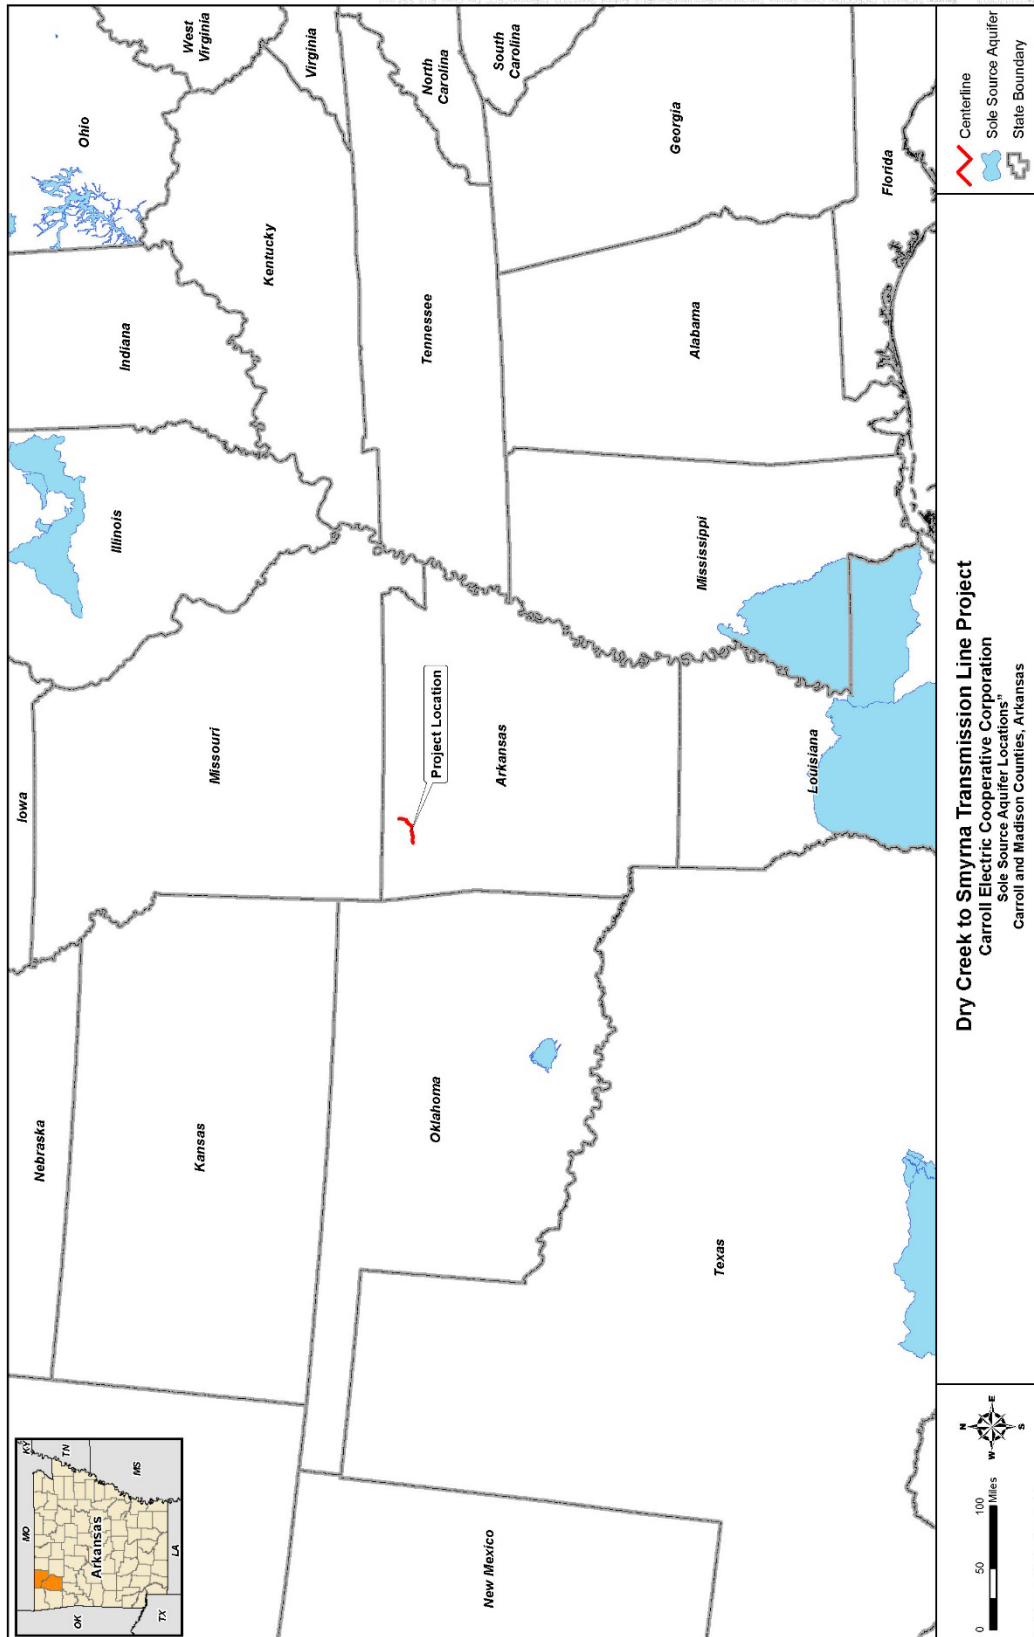 KY
TN
MO
MS
Arkansas
OK
LA
TX
Nebraska
Iowa
Illinois
Indiana
Ohio
West
Virginia
Virginia
Kansas
Missouri
Kentucky
Project Location
Oklahoma
Arkansas
Tennessee
North
Carolina
South
Carolina
New Mexico
Texas
Louisiana
Mississippi
Alabama
Georgia
Florida
0
50
100
Miles
N
W
E
S
Dry Creek to Smyrna Transmission Line Project
Carroll Electric Cooperative Corporation
Sole Source Aquifer Locations"
Carroll and Madison Counties, Arkansas
Centerline
Sole Source Aquifer
State Boundary